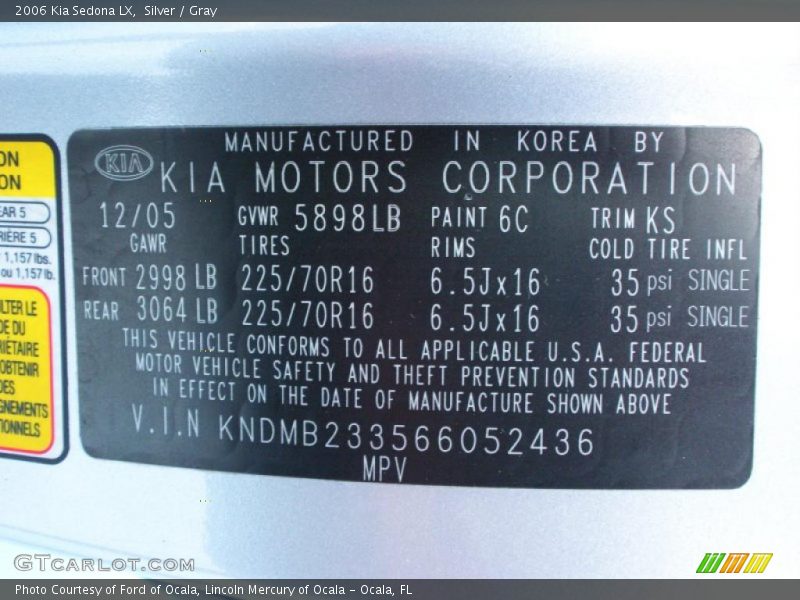 2006 Kia Sedona LX, Silver / Gray
MANUFACTURED IN KOREA BY
KIA KIA MOTORS CORPORATION
12/05 GVWR 5898LB PAINT 6C TRIM KS
GAWR TIRES RIMS COLD TIRE INFL
FRONT 2998 LB 225/70R16 6.5Jx16 35 psi SINGLE
REAR 3064 LB 225/70R16 6.5Jx16 35 psi SINGLE
THIS VEHICLE CONFORMS TO ALL APPLICABLE U.S.A. FEDERAL
MOTOR VEHICLE SAFETY AND THEFT PREVENTION STANDARDS
IN EFFECT ON THE DATE OF MANUFACTURE SHOWN ABOVE
V.I.N KNDMB233566052436
MPV
ON
ON
EAR 5
IÈRE 5
1,157 lbs.
ou 1,157 lb.
ULTER LE
DE DU
RIÉTAIRE
OBTENIR
DES
GNEMENTS
TIONNELS
GTCARLOT.COM
Photo Courtesy of Ford of Ocala, Lincoln Mercury of Ocala - Ocala, FL